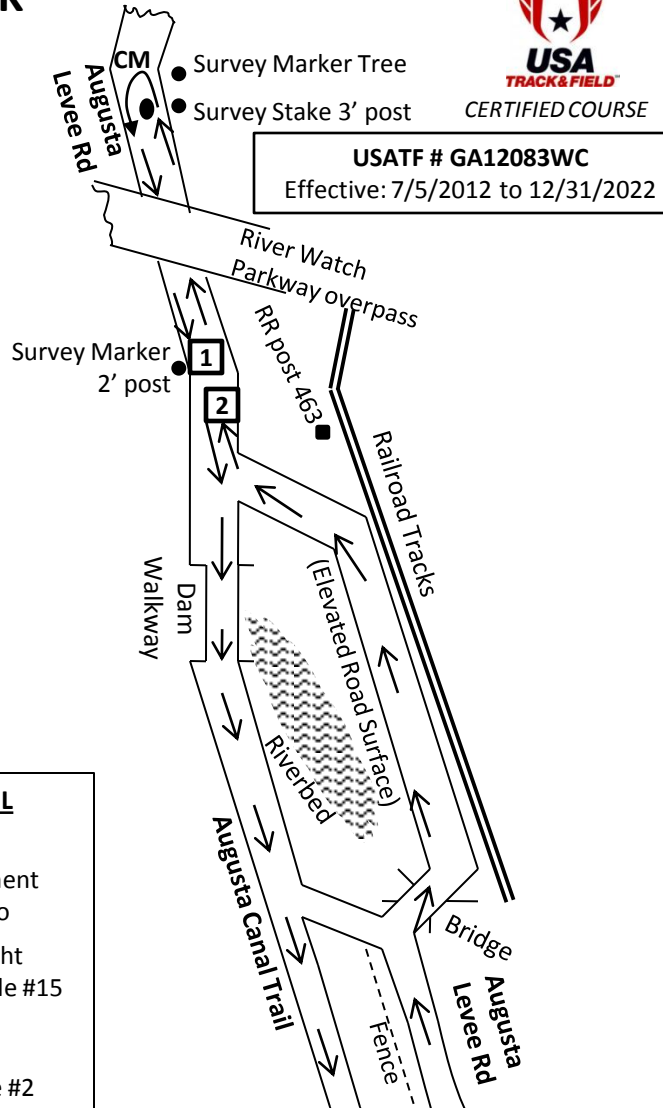 CM
Augusta
Levee Rd
Survey Marker Tree
Survey Stake 3' post
USA
TRACK&FIELD
CERTIFIED COURSE
USATF # GA12083WC
Effective: 7/5/2012 to 12/31/2022
River Watch
Parkway overpass
Survey Marker
2' post
1
2
RR post 463
Railroad Tracks
Dam
Walkway
(Elevated Road Surface)
Riverbed
Augusta Canal Trail
Bridge
Augusta
Levee Rd
Fence
L
le #15
#2